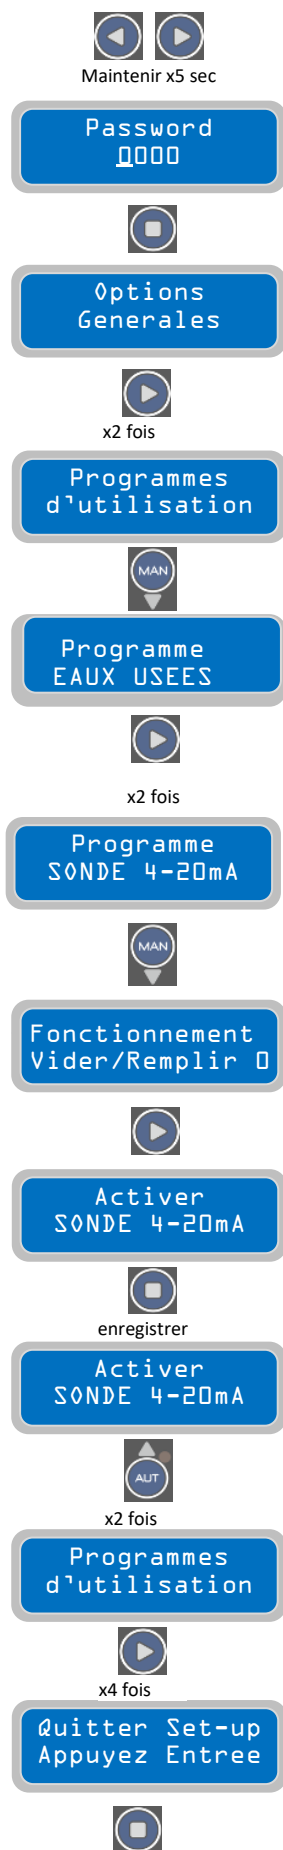 Maintenir x5 sec
Password
0000
Options
Generales
x2 fois
Programmes
d'utilisation
MAN
Programme
EAUX USEES
x2 fois
Programme
SONDE 4-20mA
MAN
Fonctionnement
Vider/Remplir 0
Activer
SONDE 4-20mA
enregistrer
Activer
SONDE 4-20mA
AUT
x2 fois
Programmes
d'utilisation
x4 fois
Quitter Set-up
Appuyez Entree